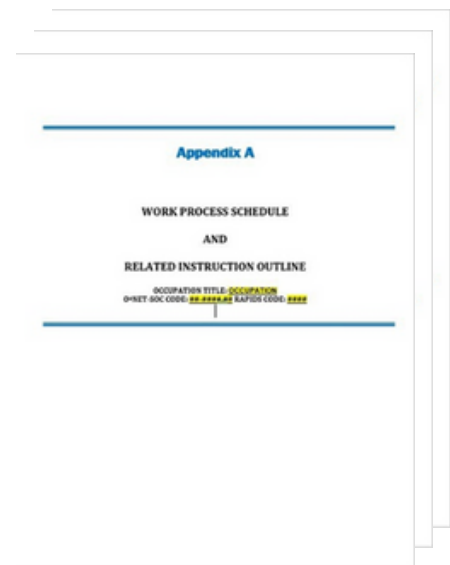 Appendix A
WORK PROCESS SCHEDULE
AND
RELATED INSTRUCTION OUTLINE
OCCUPATION TITLE: OCCUPATION
O*NET-SOC CODE: ##-####.## RAPIDS CODE: ####